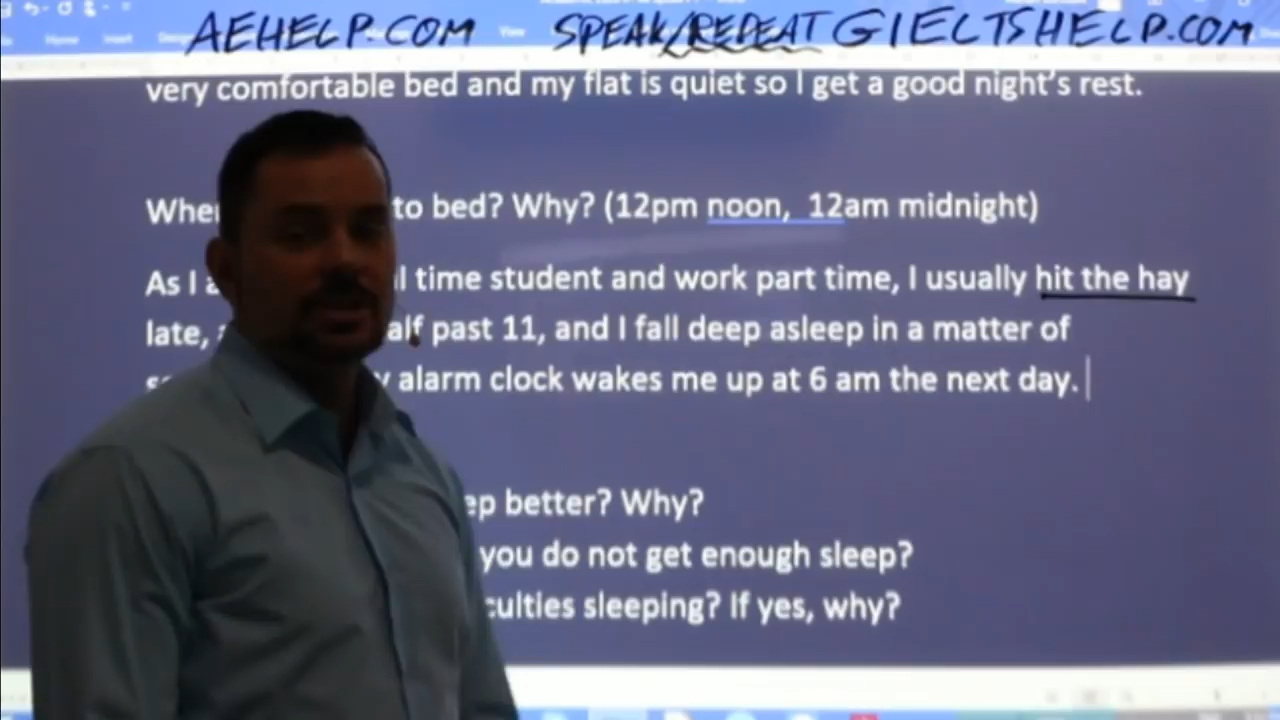 AEHELP.COM SPEAK/REPEAT GIELTSHELP.COM
very comfortable bed and my flat is quiet so I get a good night's rest.
to bed? Why? (12pm noon, 12am midnight)
As I time student and work part time, I usually hit the hay
late, past 11, and I fall deep asleep in a matter of
alarm clock wakes me up at 6 am the next day.
better? Why?
you do not get enough sleep?
sleeping? If yes, why?